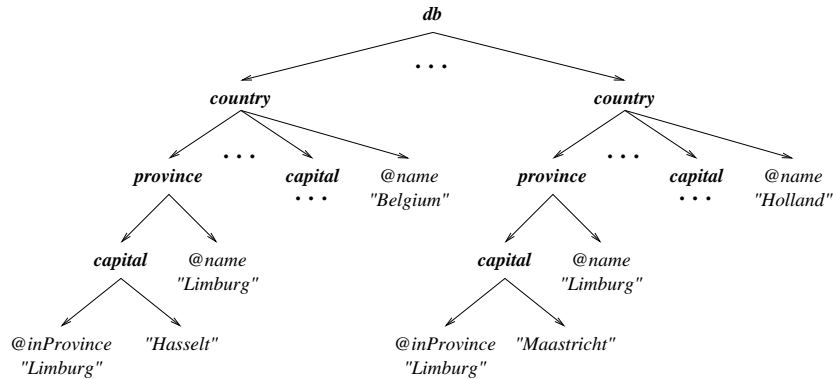 db
...
country country
... ...
province capital @name province capital @name
... "Belgium" ... "Holland"
capital @name capital @name
"Limburg" "Limburg"
@inProvince "Hasselt" @inProvince "Maastricht"
"Limburg" "Limburg"